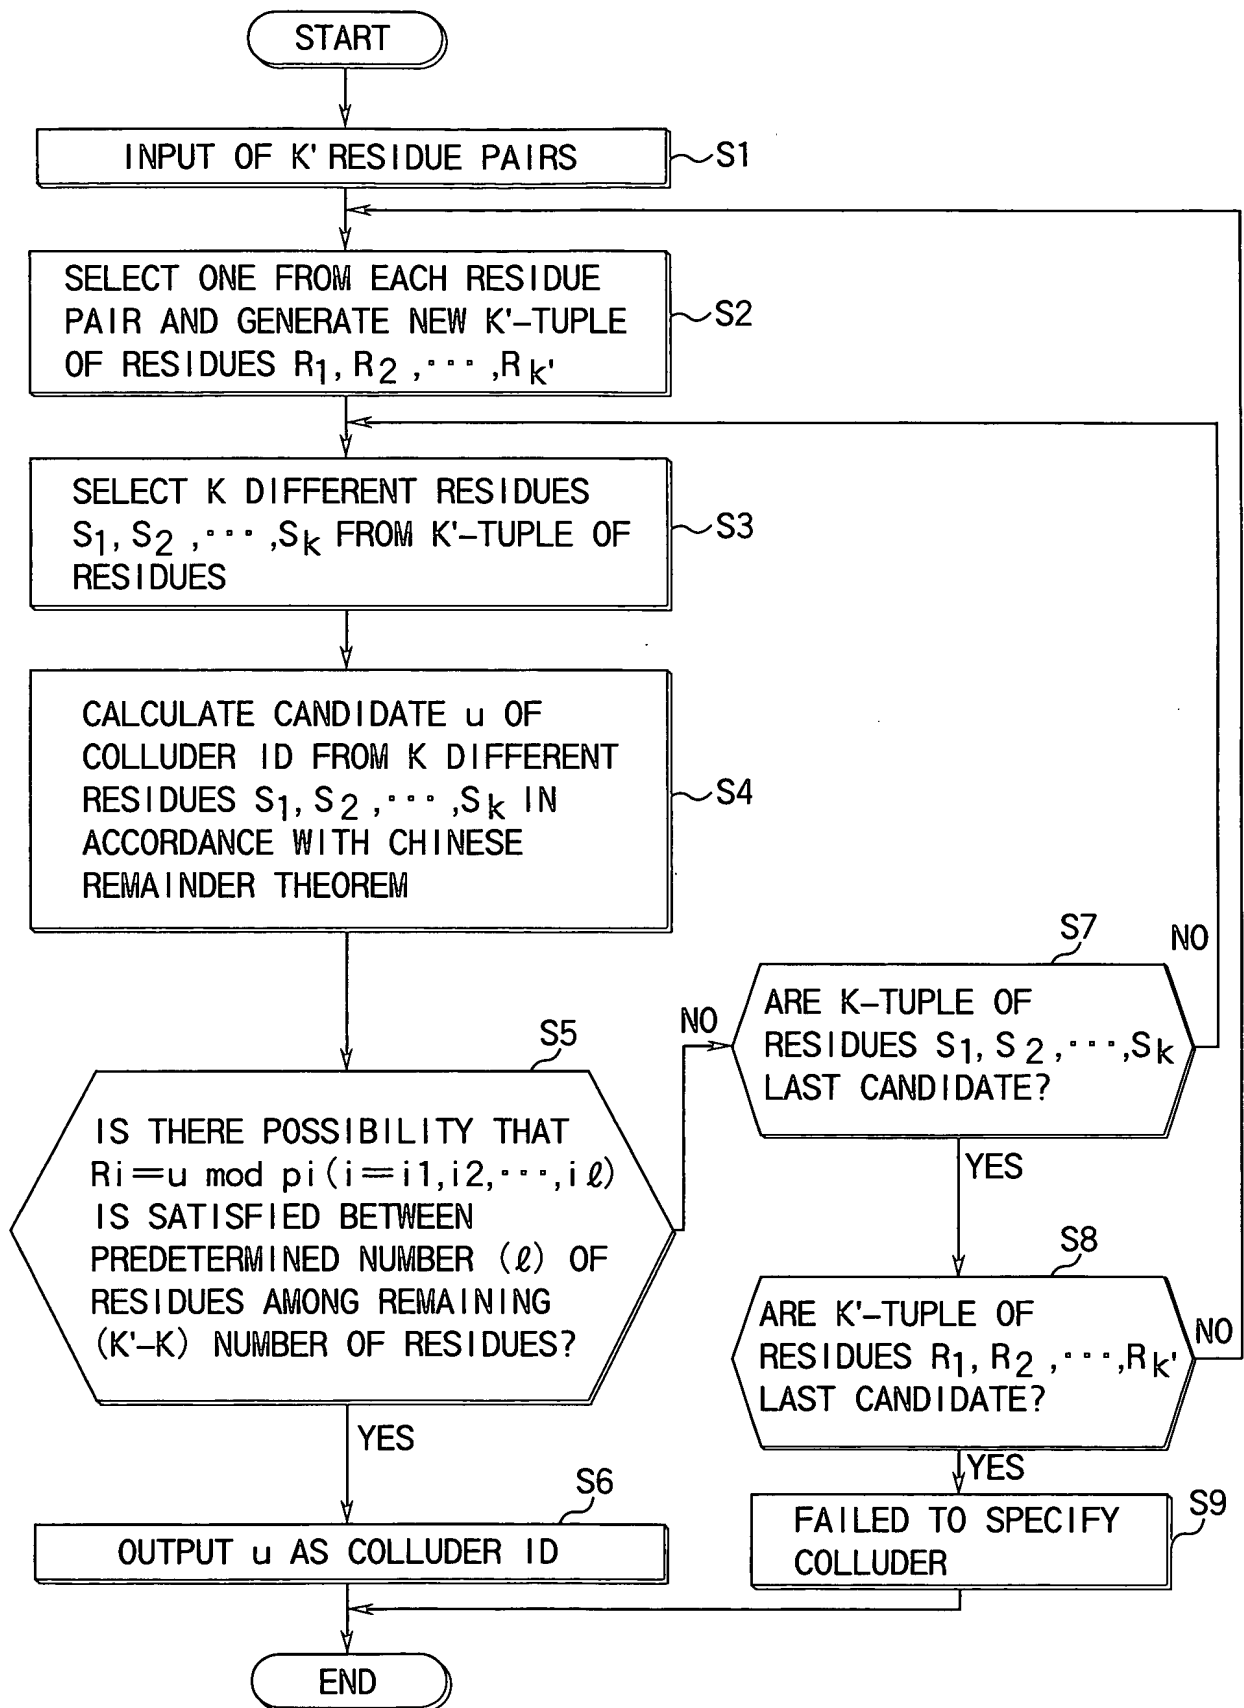 START
INPUT OF K' RESIDUE PAIRS
S1
SELECT ONE FROM EACH RESIDUE
PAIR AND GENERATE NEW K'-TUPLE
OF RESIDUES R1, R2 ,···,Rk'
S2
SELECT K DIFFERENT RESIDUES
S1, S2 ,···,Sk FROM K'-TUPLE OF
RESIDUES
S3
CALCULATE CANDIDATE u OF
COLLUDER ID FROM K DIFFERENT
RESIDUES S1, S2 ,···,Sk IN
ACCORDANCE WITH CHINESE
REMAINDER THEOREM
S4
S5
IS THERE POSSIBILITY THAT
Ri=u mod pi(i=i1,i2,···,iℓ)
IS SATISFIED BETWEEN
PREDETERMINED NUMBER (ℓ) OF
RESIDUES AMONG REMAINING
(K'-K) NUMBER OF RESIDUES?
NO
YES
S7
NO
ARE K-TUPLE OF
RESIDUES S1, S2 ,···,Sk
LAST CANDIDATE?
YES
S8
ARE K'-TUPLE OF
RESIDUES R1, R2 ,···,Rk'
LAST CANDIDATE?
NO
YES
S6
OUTPUT u AS COLLUDER ID
S9
FAILED TO SPECIFY
COLLUDER
END